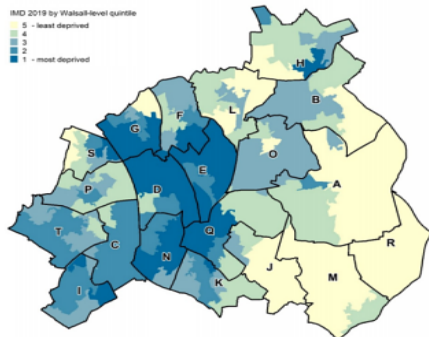 IMD 2019 by Walsall-level quintile
5 - least deprived
4
3
2
1 - most deprived
H
B
L
F
G
S
O
E
P
D
A
T
C
Q
N
R
J
M
K
I